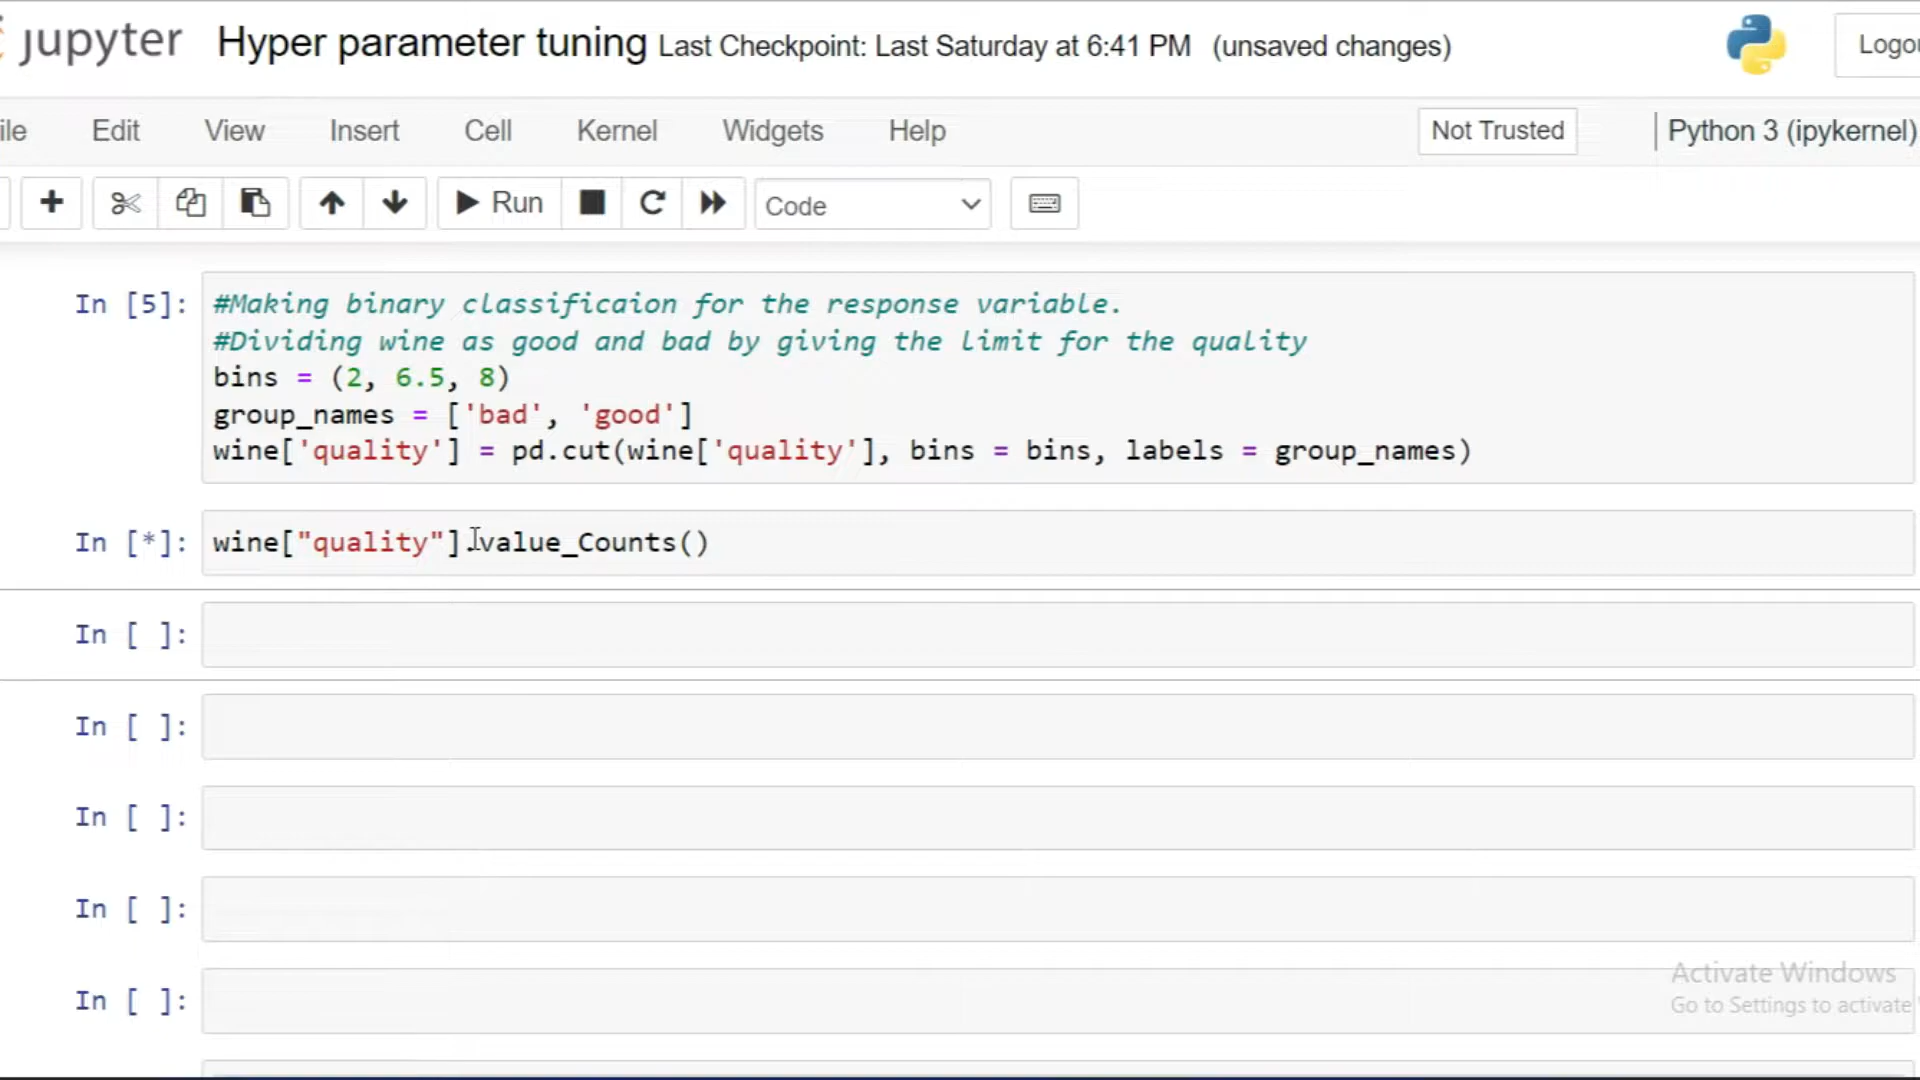 jupyter Hyper parameter tuning Last Checkpoint: Last Saturday at 6:41 PM (unsaved changes) Logo
ile Edit View Insert Cell Kernel Widgets Help Not Trusted Python 3 (ipykernel)
Run Code
In [5]: #Making binary classificaion for the response variable.
#Dividing wine as good and bad by giving the limit for the quality
bins = (2, 6.5, 8)
group_names = ['bad', 'good']
wine['quality'] = pd.cut(wine['quality'], bins = bins, labels = group_names)
In [*]: wine["quality"].value_Counts()
In [ ]:
In [ ]:
In [ ]:
In [ ]:
In [ ]:
Activate Windows
Go to Settings to activate